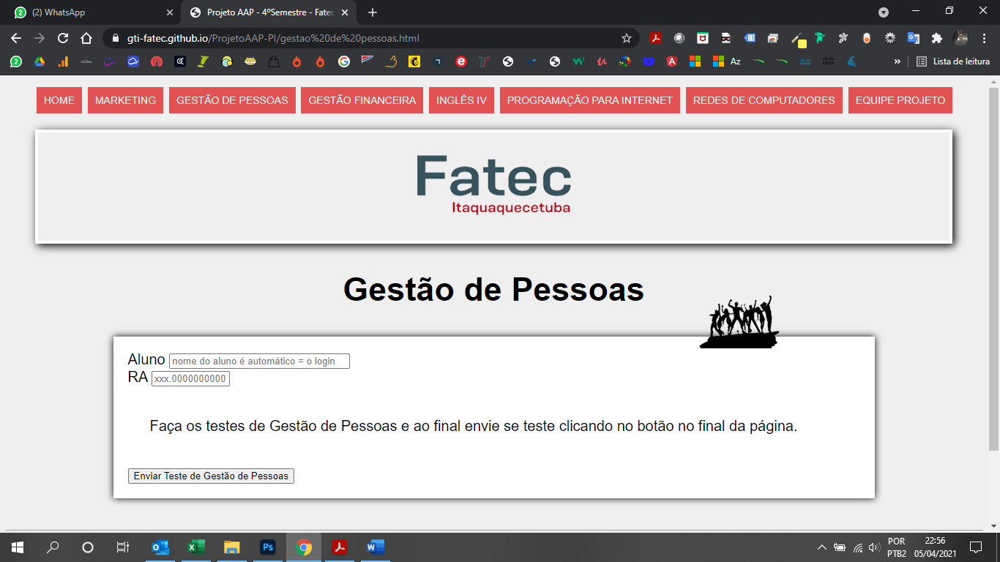 (2) WhatsApp
Projeto AAP - 4ºSemestre - Fatec
gti-fatec.github.io/ProjetoAAP-PI/gestao%20de%20pessoas.html
Az
Lista de leitura
HOME MARKETING GESTÃO DE PESSOAS GESTÃO FINANCEIRA INGLÊS IV PROGRAMAÇÃO PARA INTERNET REDES DE COMPUTADORES EQUIPE PROJETO
Fatec
Itaquaquecetuba
Gestão de Pessoas
Aluno nome do aluno é automático = o login
RA xxx.0000000000
Faça os testes de Gestão de Pessoas e ao final envie se teste clicando no botão no final da página.
Enviar Teste de Gestão de Pessoas
POR 22:56
PTB2 05/04/2021